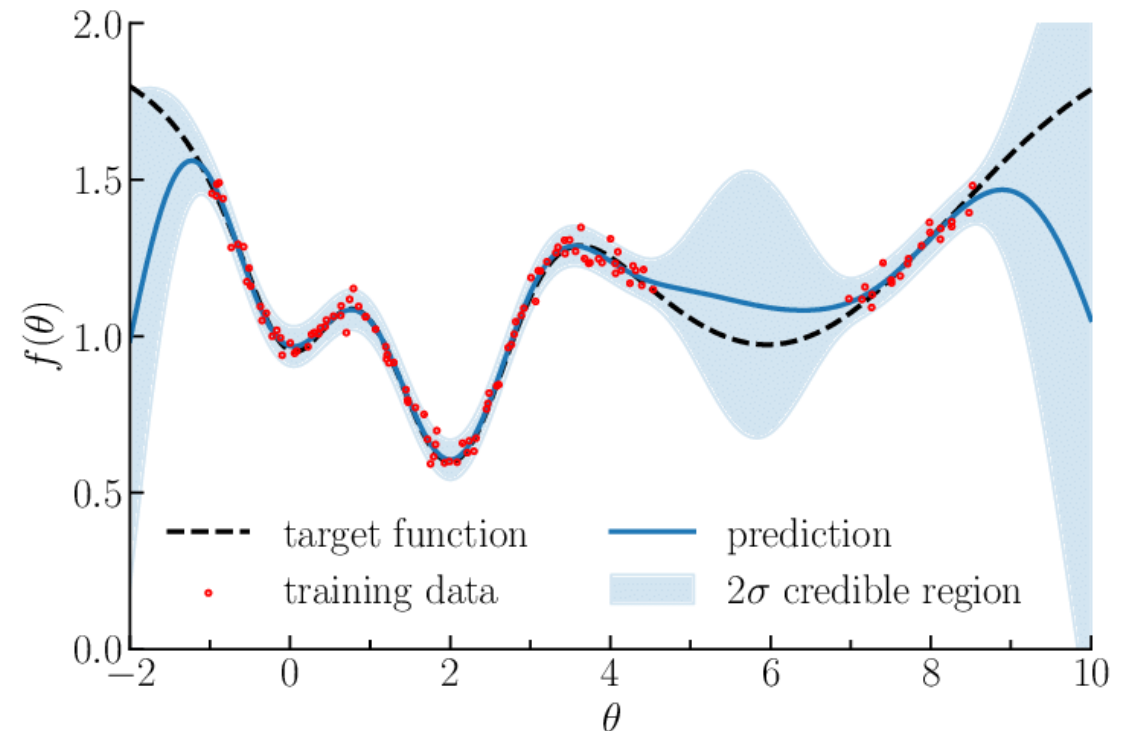 2.0
1.5
1.0
0.5
0.0
f(θ)
target function
prediction
training data
2σ credible region
−2 0 2 4 6 8 10
θ